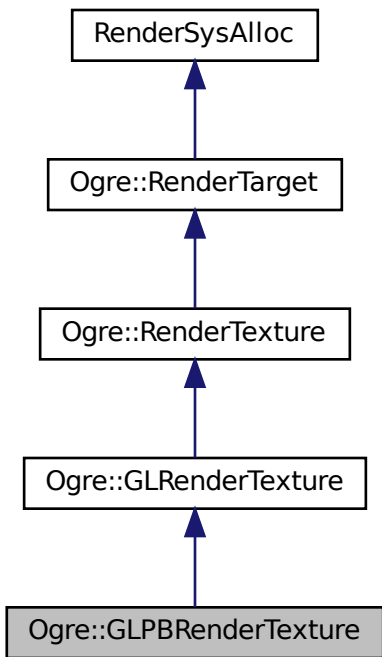 RenderSysAlloc
Ogre::RenderTarget
Ogre::RenderTexture
Ogre::GLRenderTexture
Ogre::GLPBRenderTexture